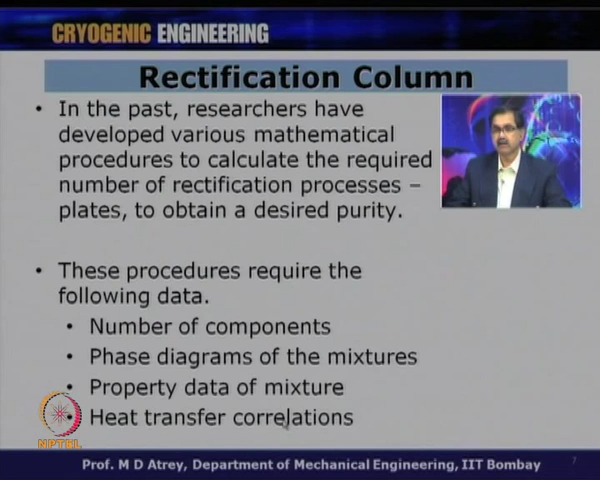 CRYOGENIC ENGINEERING
Rectification Column
• In the past, researchers have
developed various mathematical
procedures to calculate the required
number of rectification processes –
plates, to obtain a desired purity.
• These procedures require the
following data.
• Number of components
• Phase diagrams of the mixtures
• Property data of mixture
• Heat transfer correlations
NPTEL
Prof. M D Atrey, Department of Mechanical Engineering, IIT Bombay
7